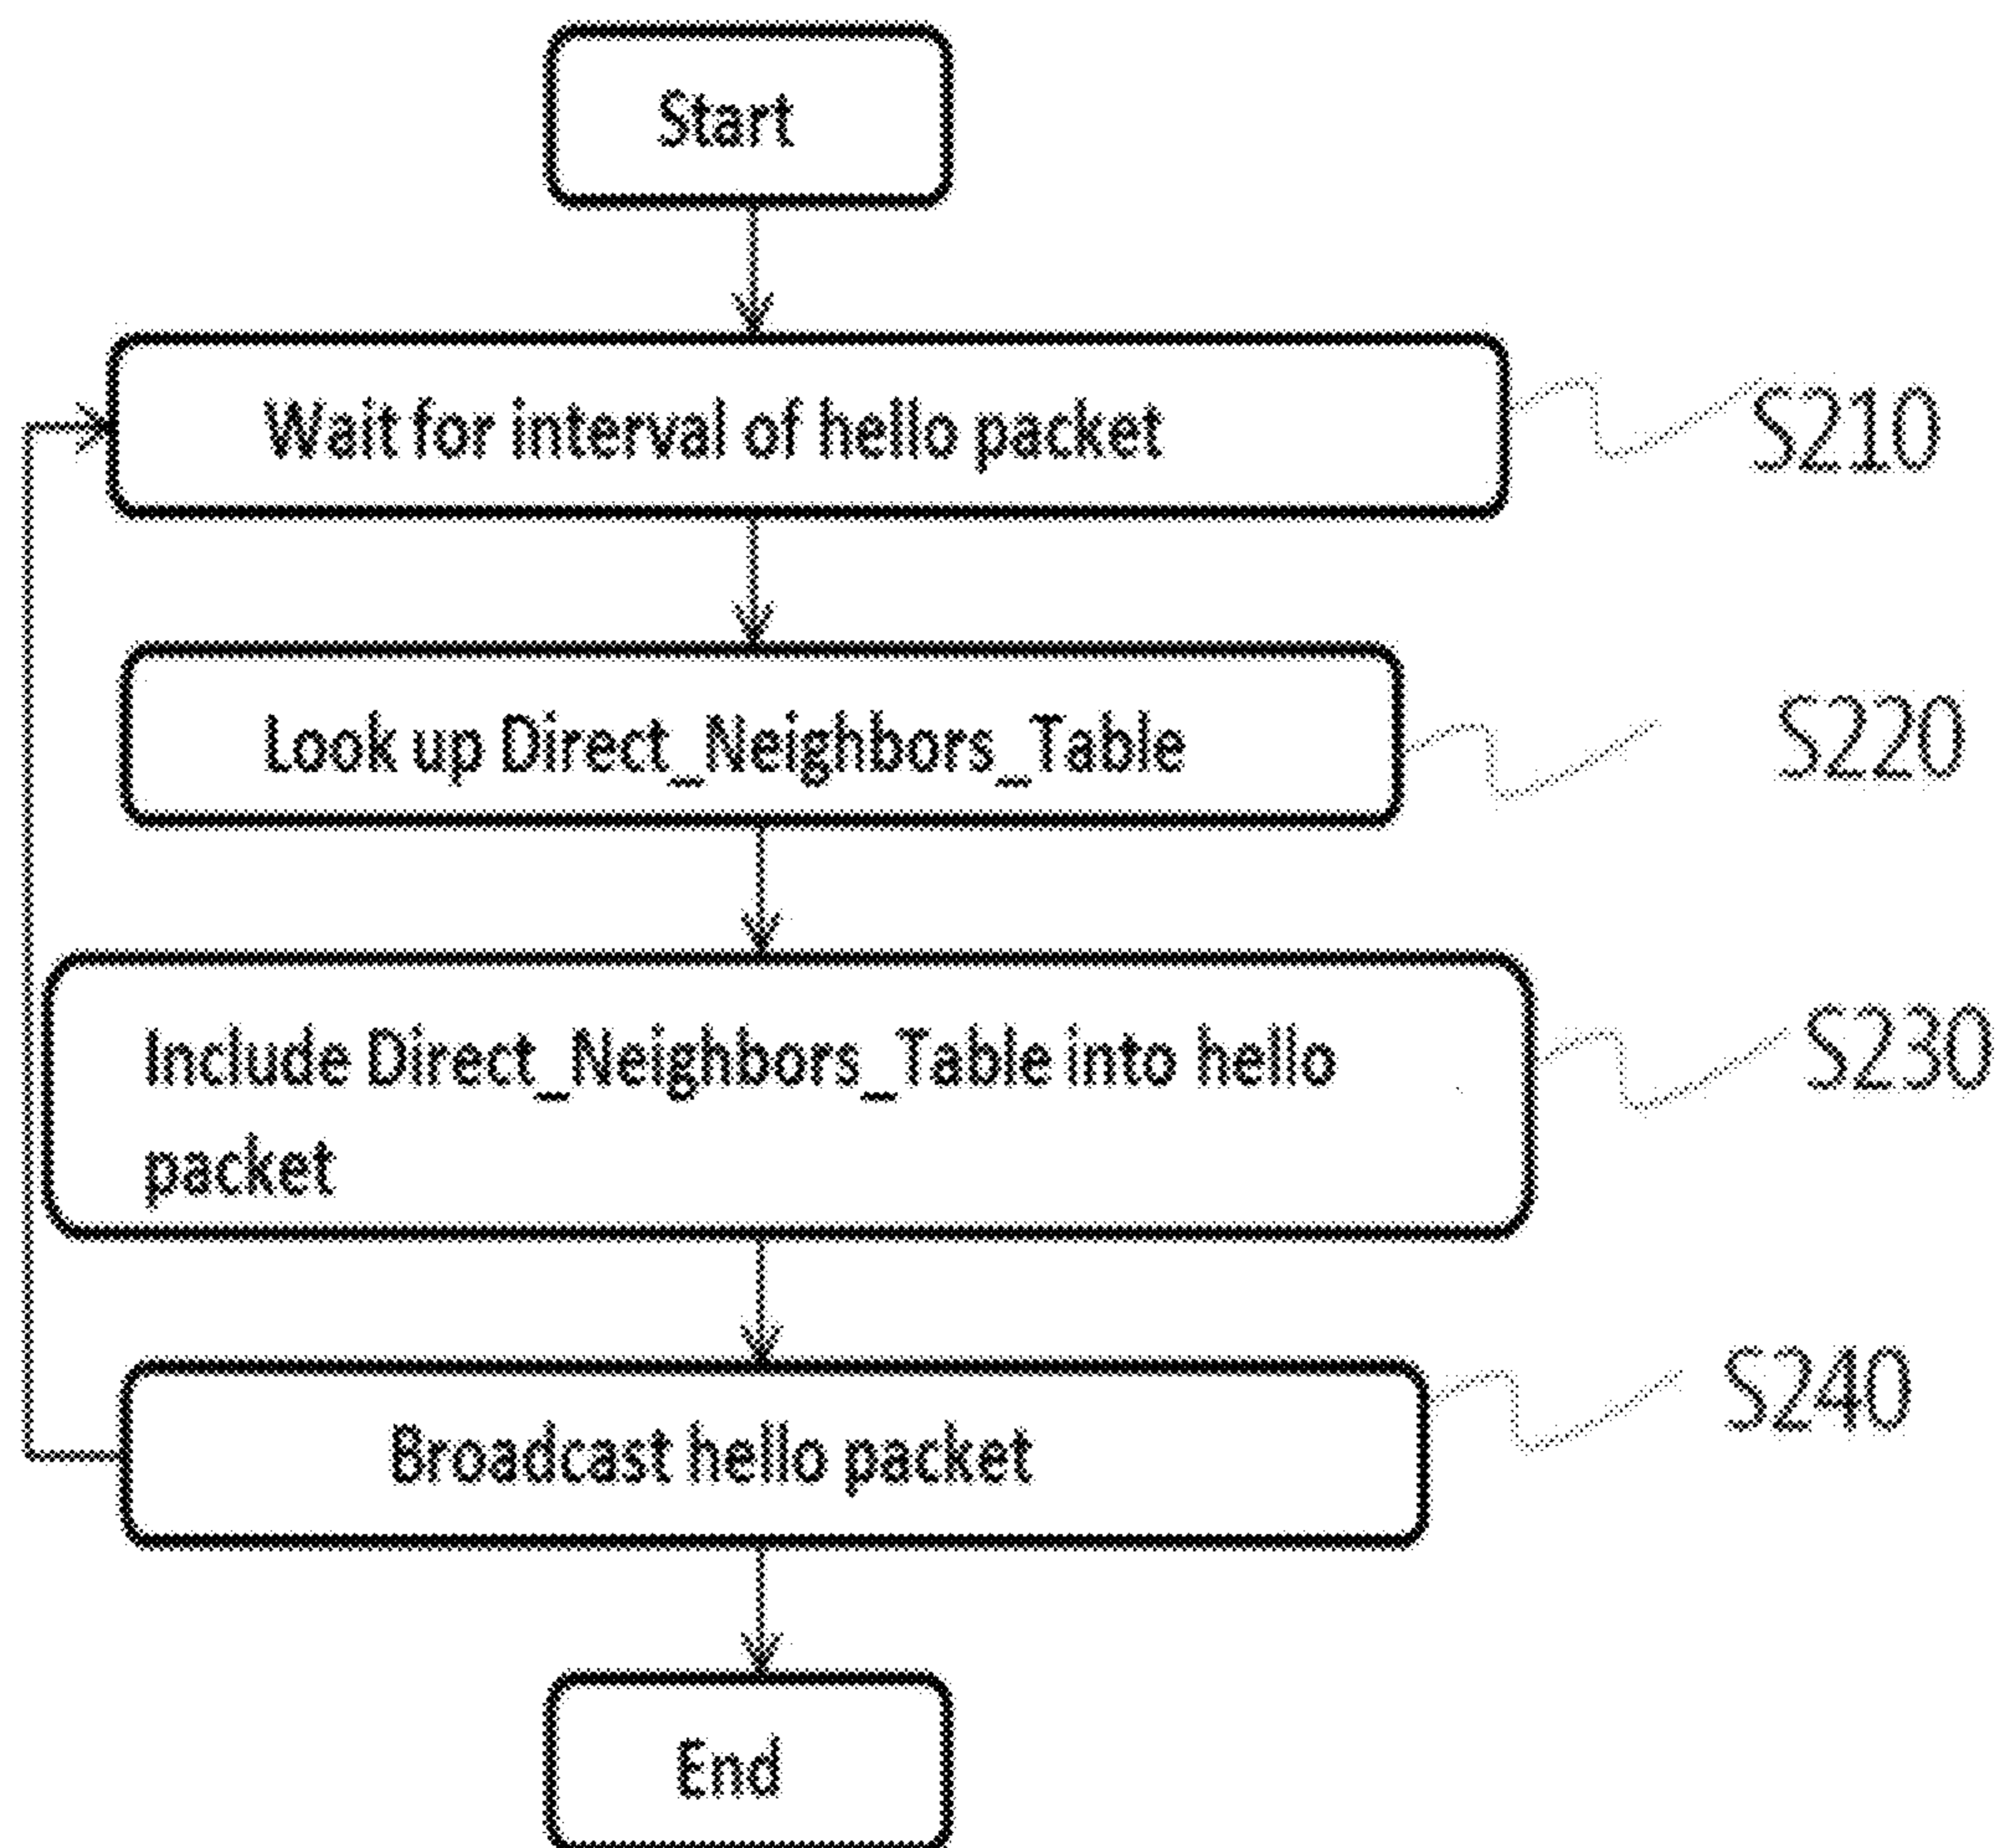 Start
Wait for interval of hello packet
S210
Look up Direct_Neighbors_Table
S220
Include Direct_Neighbors_Table into hello
packet
S230
Broadcast hello packet
S240
End